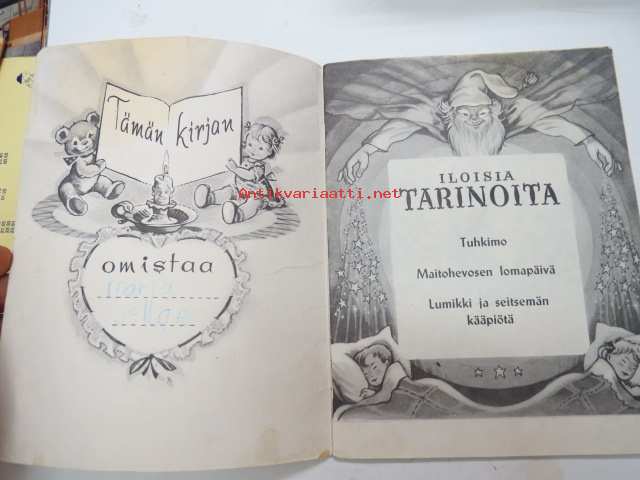 Tämän kirjan
omistaa
ILOISIA
TARINOITA
Tuhkimo
Maitohevosen lomapäivä
Lumikki ja seitsemän
kääpiötä
Antikvariaatti.net